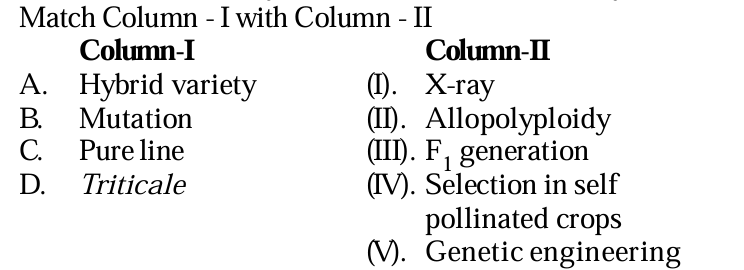 Match Column - I with Column - II
Column-I Column-II
A. Hybrid variety (I). X-ray
B. Mutation (II). Allopolyploidy
C. Pure line (III). F1 generation
D. Triticale (IV). Selection in self
pollinated crops
(V). Genetic engineering